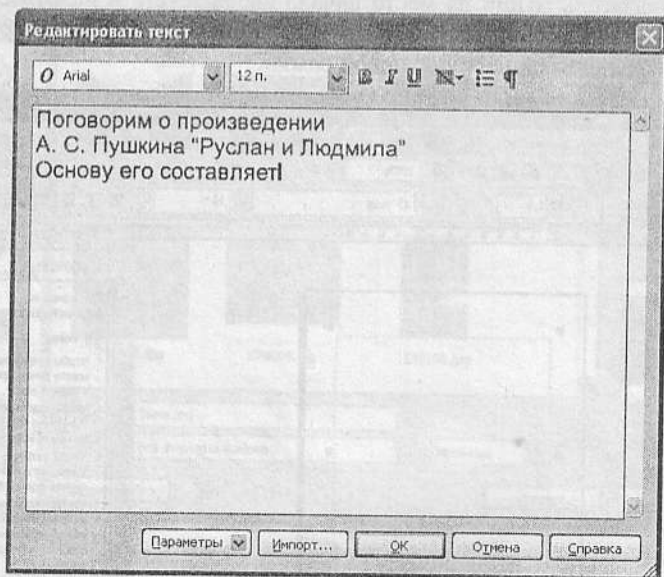 Редактировать текст
O Arial 12 п. B I U
Поговорим о произведении
А. С. Пушкина "Руслан и Людмила"
Основу его составляет
Параметры Импорт... OK Отмена Справка